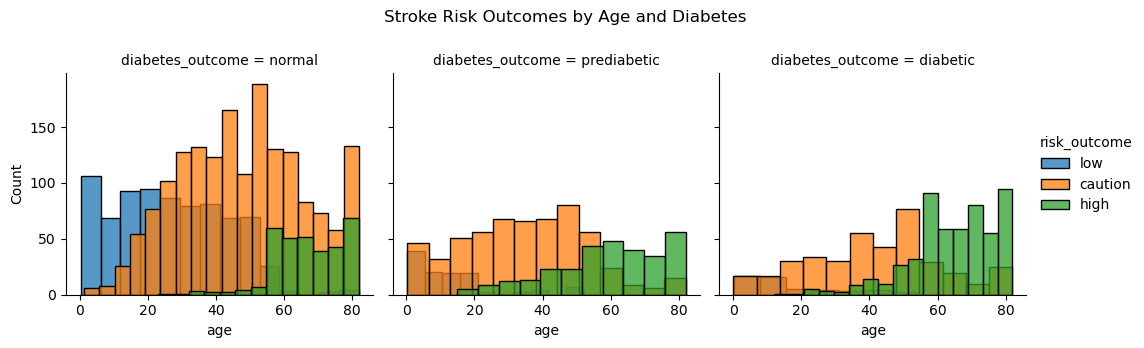 Stroke Risk Outcomes by Age and Diabetes
diabetes_outcome = normal
diabetes_outcome = prediabetic
diabetes_outcome = diabetic
Count
150
100
50
0
0 20 40 60 80
age
0 20 40 60 80
age
0 20 40 60 80
age
risk_outcome
low
caution
high